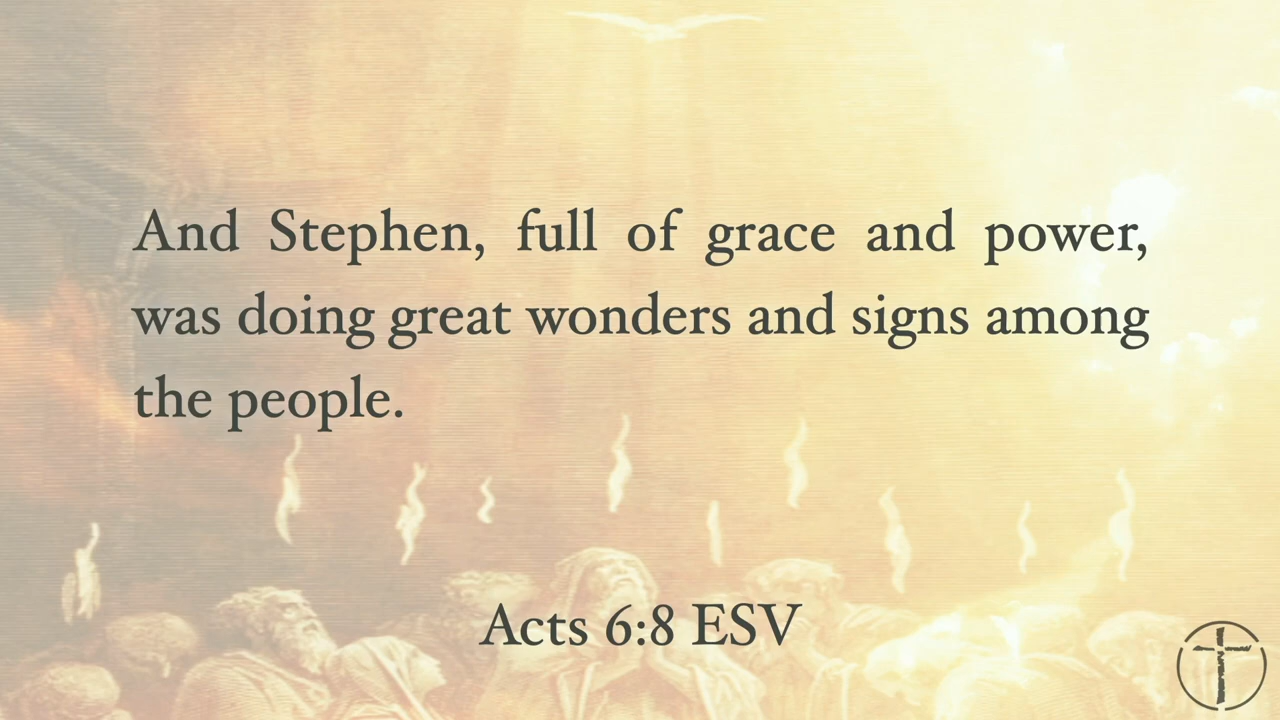 And Stephen, full of grace and power,
was doing great wonders and signs among
the people.
Acts 6:8 ESV